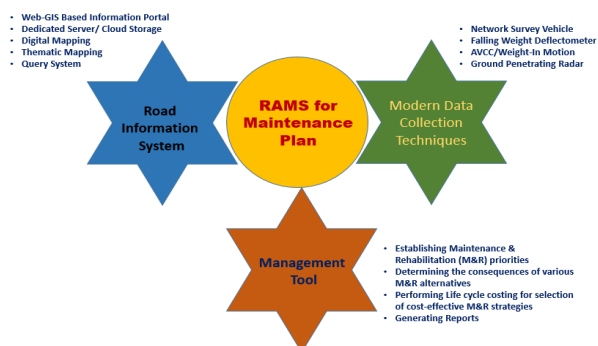 • Web-GIS Based Information Portal
• Dedicated Server/ Cloud Storage
• Digital Mapping
• Thematic Mapping
• Query System
• Network Survey Vehicle
• Falling Weight Deflectometer
• AVCC/Weigh-In Motion
• Ground Penetrating Radar
Road
Information
System
RAMS for
Maintenance
Plan
Modern Data
Collection
Techniques
Management
Tool
• Establishing Maintenance &
Rehabilitation (M&R) priorities
• Determining the consequences of various
M&R alternatives
• Performing Life cycle costing for selection
of cost-effective M&R strategies
• Generating Reports